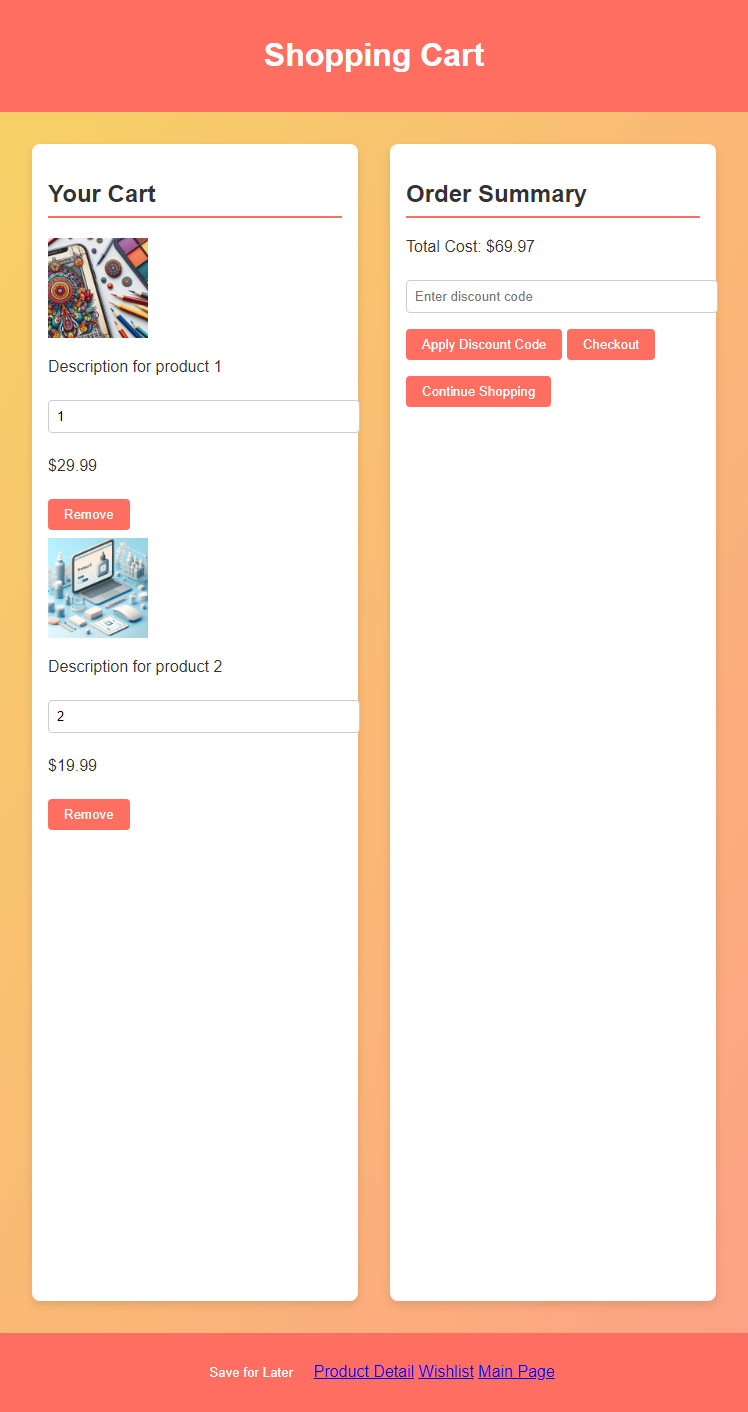 Shopping Cart
Your Cart
Description for product 1
1
$29.99
Remove
Description for product 2
2
$19.99
Remove
Order Summary
Total Cost: $69.97
Enter discount code
Apply Discount Code Checkout
Continue Shopping
Save for Later Product Detail Wishlist Main Page